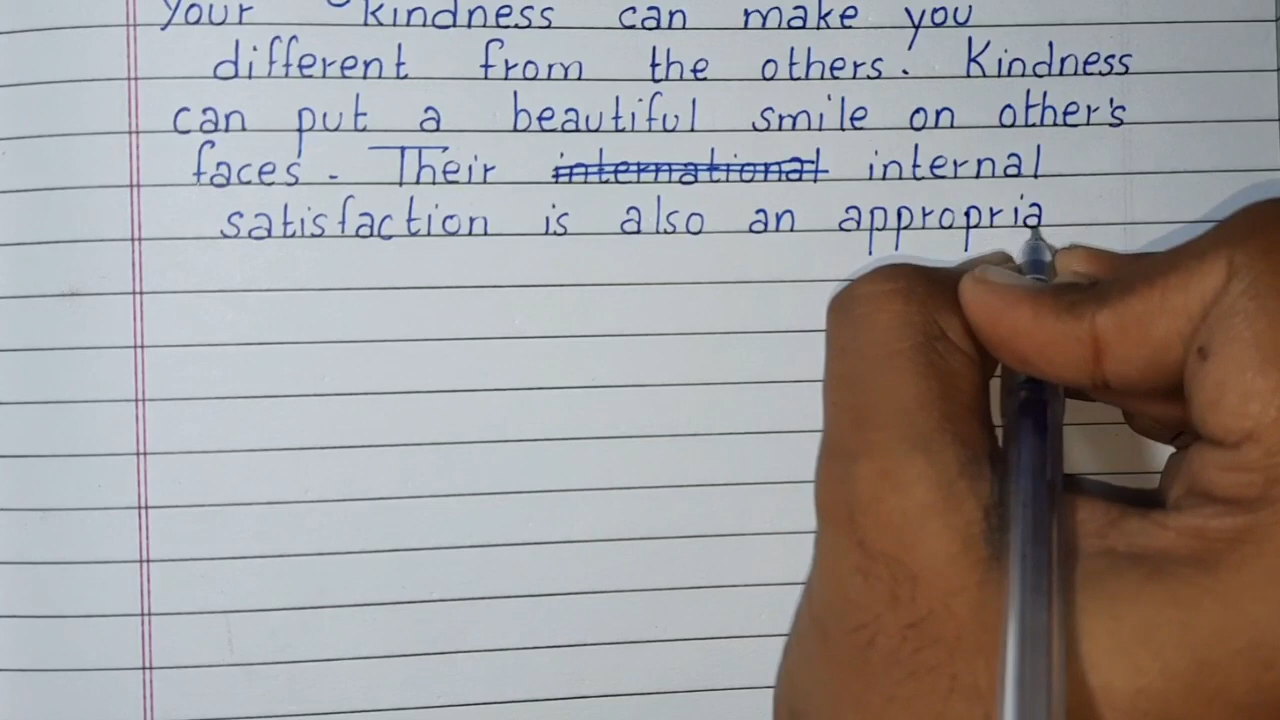 your kindness can make you
different from the others. Kindness
can put a beautiful smile on other's
faces. Their international internal
satisfaction is also an appropria